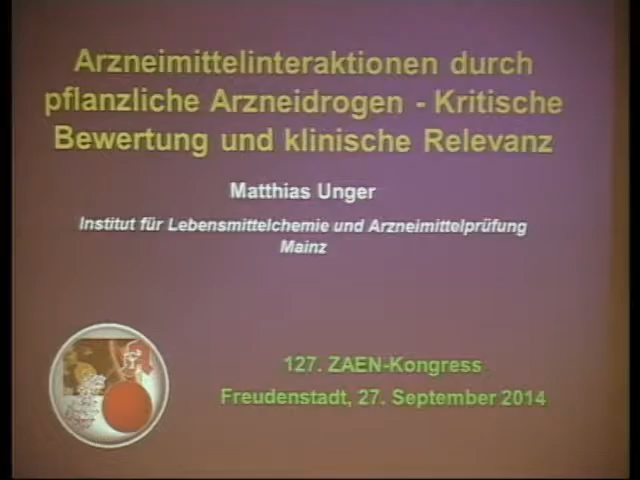 Arzneimittelinteraktionen durch
pflanzliche Arzneidrogen - Kritische
Bewertung und klinische Relevanz
Matthias Unger
Institut für Lebensmittelchemie und Arzneimittelprüfung
Mainz
127. ZAEN-Kongress
Freudenstadt, 27. September 2014